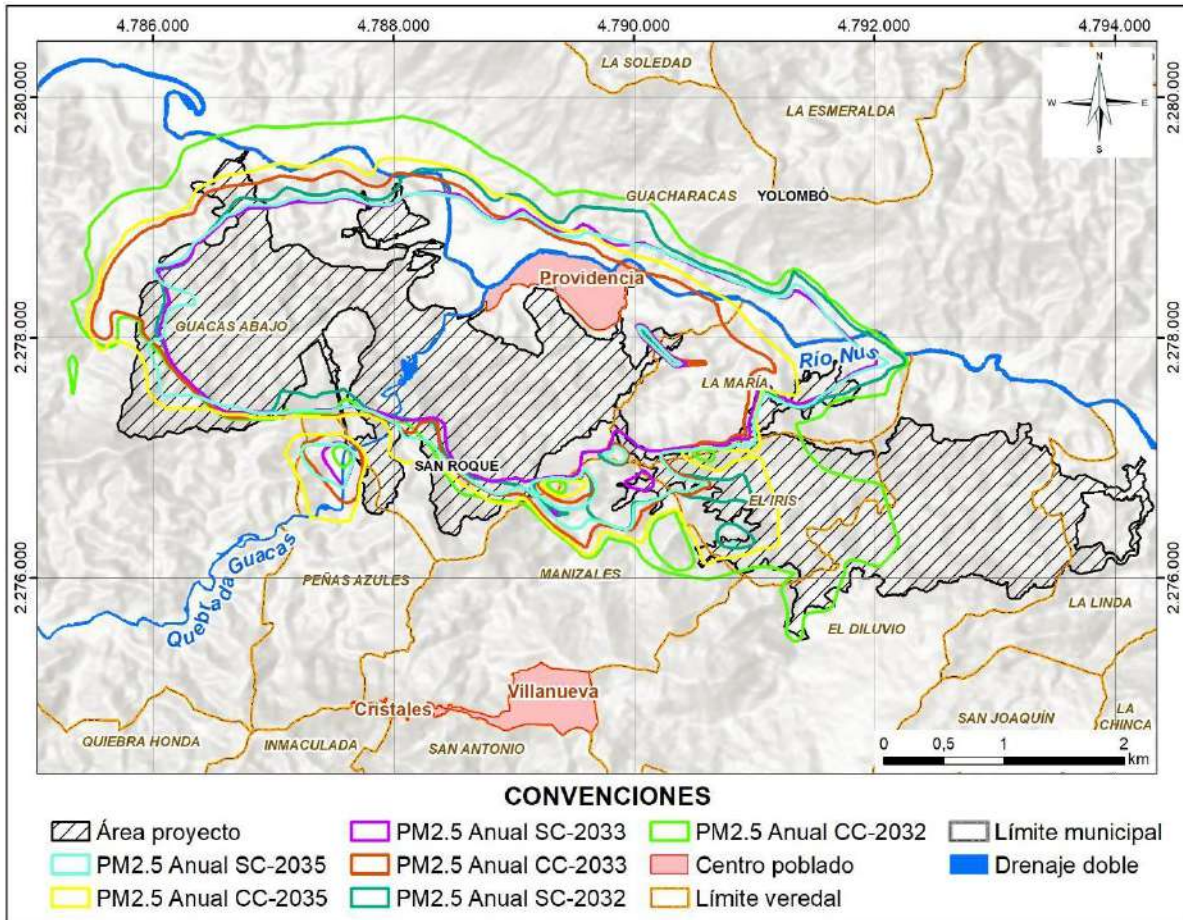 4.786.000 4.788.000 4.790.000 4.792.000 4.794.000
2.280.000 2.280.000
LA SOLEDAD
LA ESMERALDA
N
W E
S
GUACHARACAS YOLOMBÓ
Providencia
2.278.000 2.278.000
GUACAS ABAJO
Río Nus
LA MARÍA
SAN ROQUE
EL IRIS
Quebrada Guacas
2.276.000 2.276.000
PEÑAS AZULES
MANIZALES
LA LINDA
EL DILUVIO
Villanueva
Cristales
SAN JOAQUÍN
LA
CHINCA
QUIEBRA HONDA
INMACULADA
SAN ANTONIO
0 0,5 1 2
km
CONVENCIONES
Área proyecto
PM2.5 Anual SC-2033
PM2.5 Anual CC-2032
Límite municipal
PM2.5 Anual SC-2035
PM2.5 Anual CC-2033
Centro poblado
Drenaje doble
PM2.5 Anual CC-2035
PM2.5 Anual SC-2032
Límite veredal